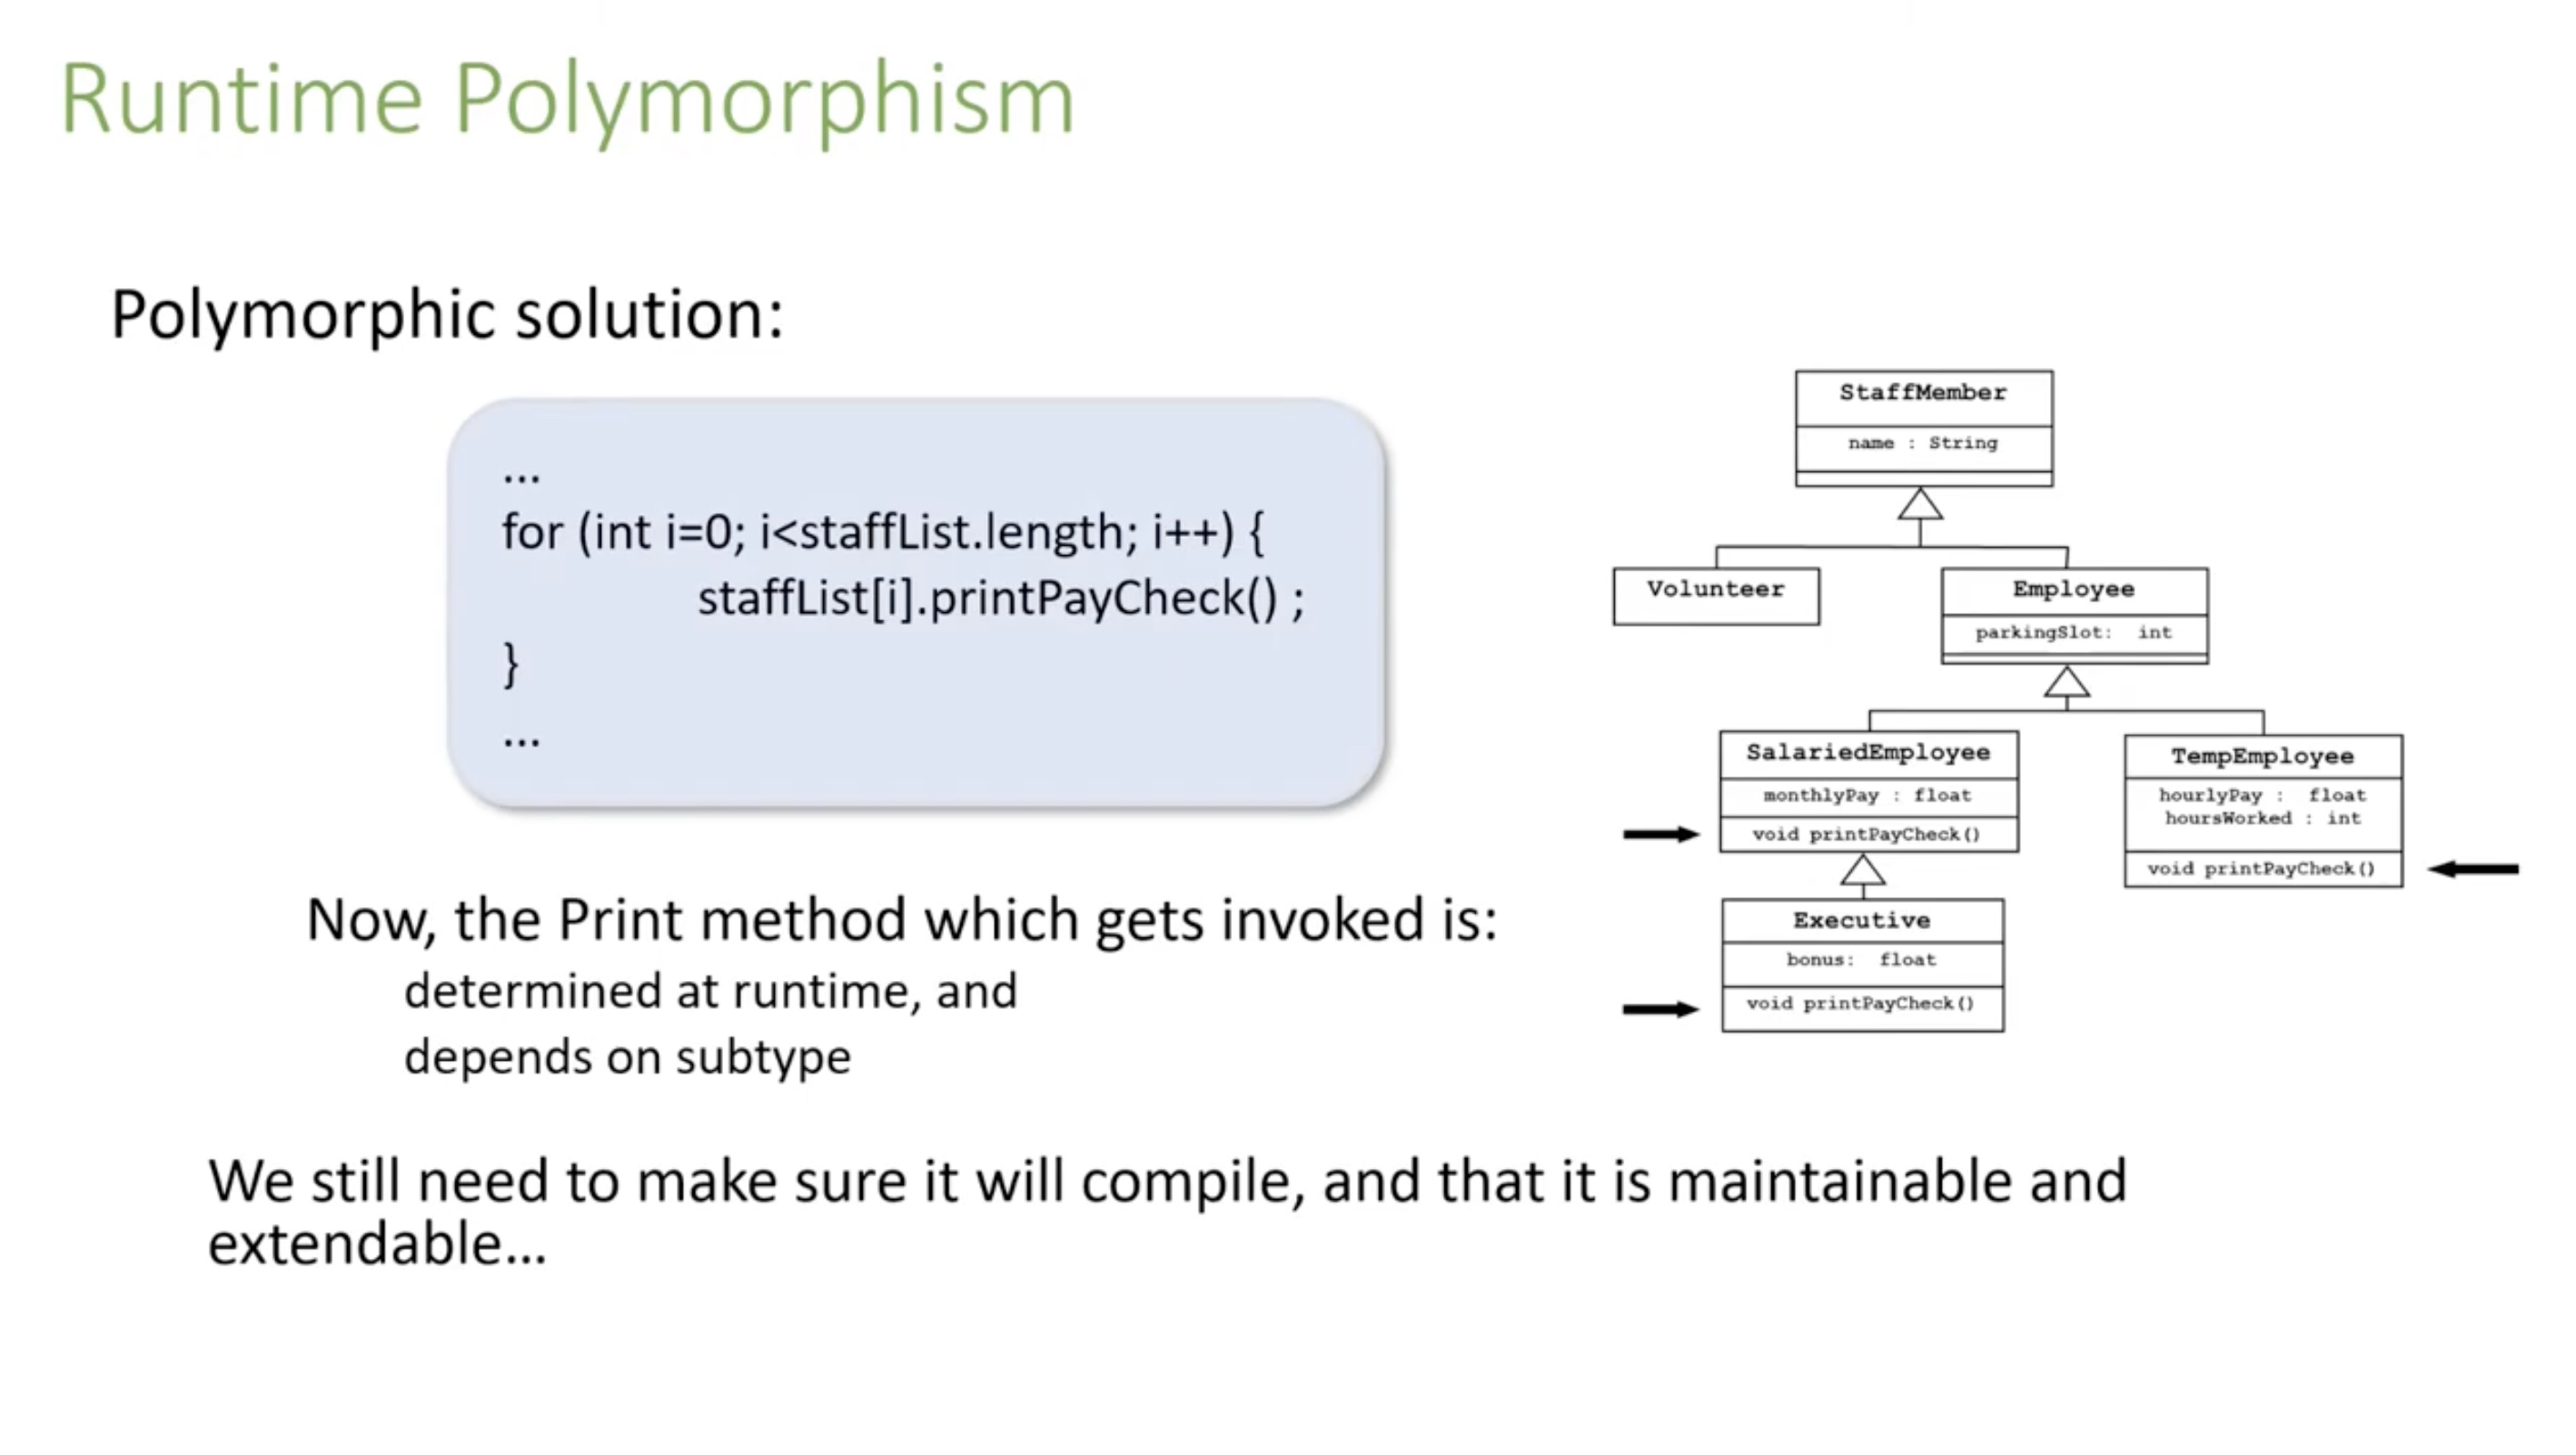 Runtime Polymorphism
Polymorphic solution:
...
for (int i=0; i<staffList.length; i++) {
staffList[i].printPayCheck() ;
}
...
Now, the Print method which gets invoked is:
determined at runtime, and
depends on subtype
We still need to make sure it will compile, and that it is maintainable and
extendable...
StaffMember
name : String
Volunteer
Employee
parkingSlot: int
SalariedEmployee
monthlyPay : float
void printPayCheck()
TempEmployee
hourlyPay : float
hoursWorked : int
void printPayCheck()
Executive
bonus: float
void printPayCheck()